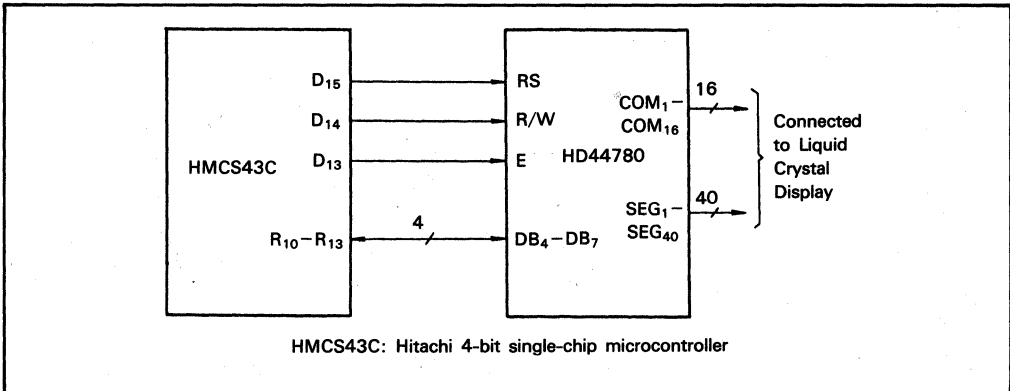 D15
RS
16
COM1–
COM16
D14
R/W
Connected
to Liquid
Crystal
Display
HMCS43C
D13
E
HD44780
4
R10–R13
DB4–DB7
40
SEG1–
SEG40
HMCS43C: Hitachi 4-bit single-chip microcontroller